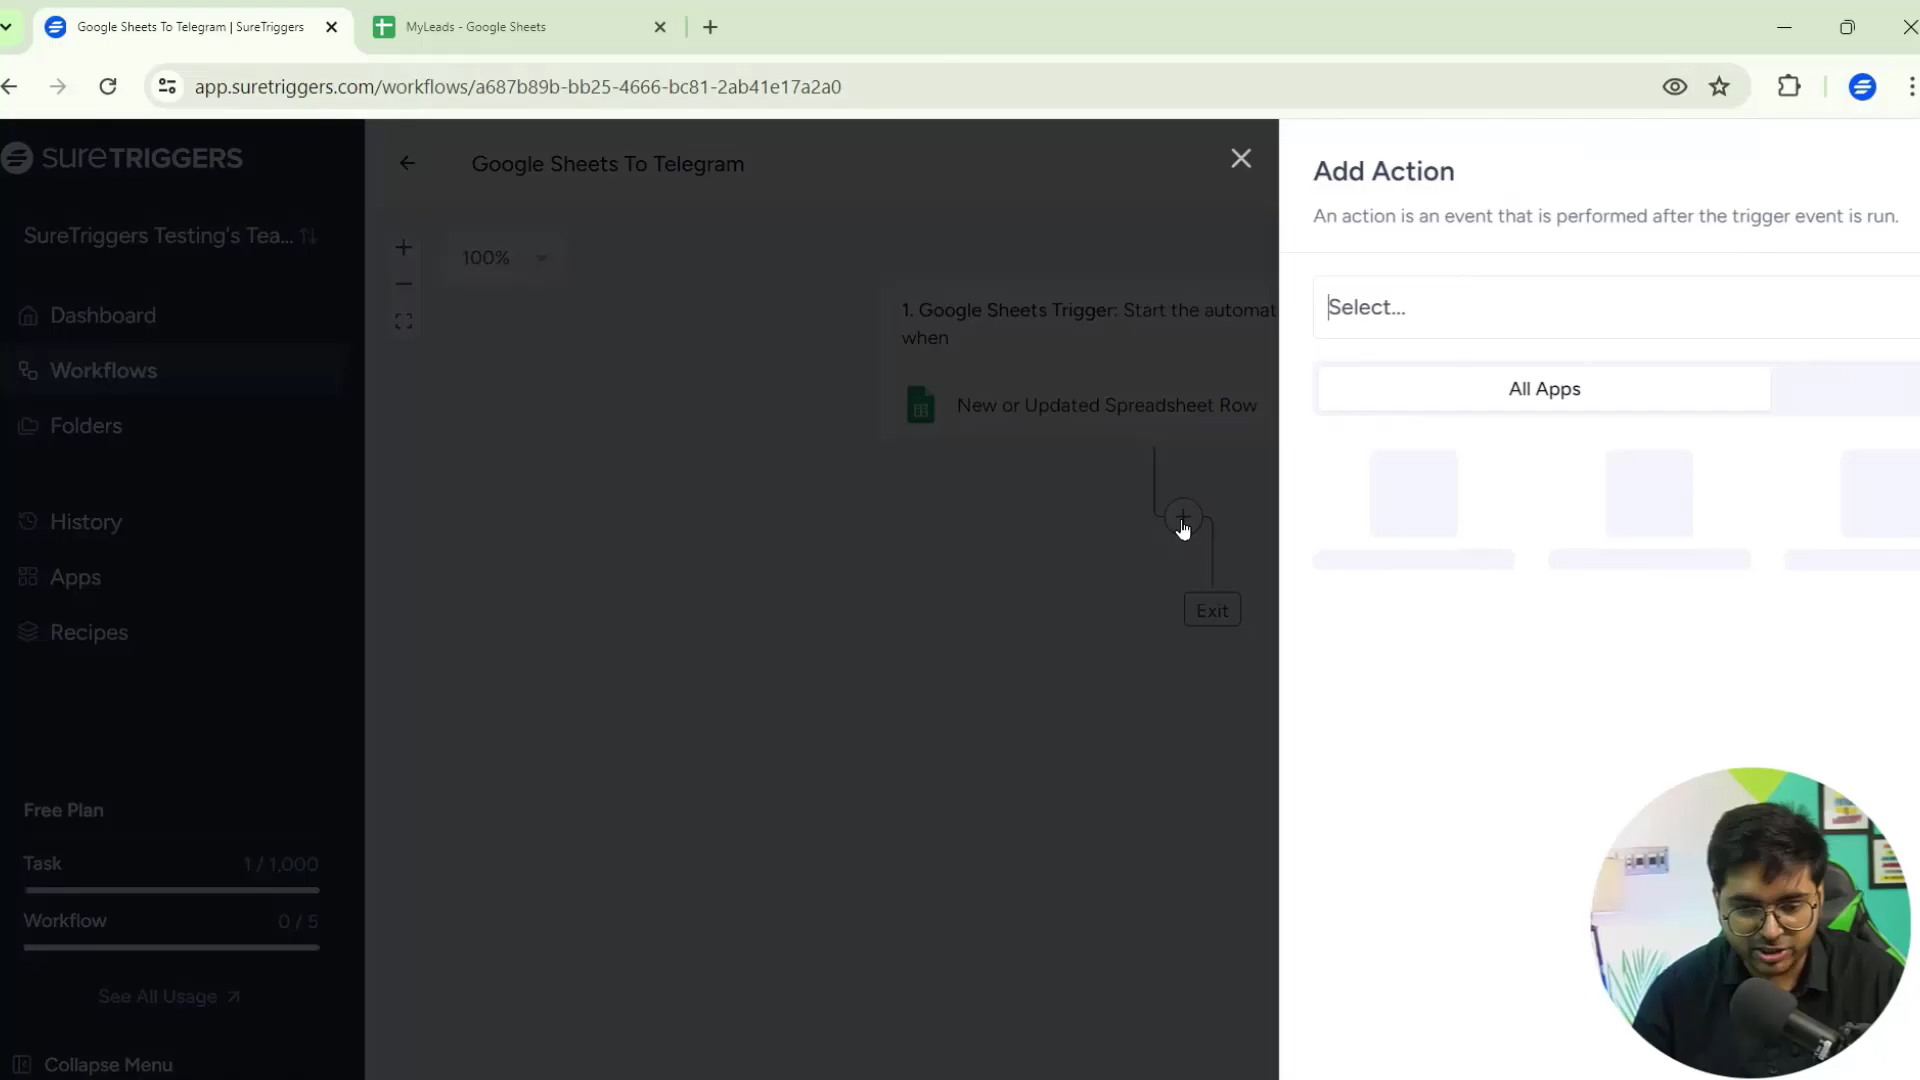 Google Sheets To Telegram | SureTriggers
MyLeads - Google Sheets
app.suretriggers.com/workflows/a687b89b-bb25-4666-bc81-2ab41e17a2a0
sureTRIGGERS
Google Sheets To Telegram
Add Action
An action is an event that is performed after the trigger event is run.
SureTriggers Testing's Tea...
100%
Select...
Dashboard
Workflows
Folders
History
Apps
Recipes
1. Google Sheets Trigger: Start the automat
when
New or Updated Spreadsheet Row
Exit
All Apps
Free Plan
Task 1 / 1,000
Workflow 0 / 5
See All Usage
Collapse Menu